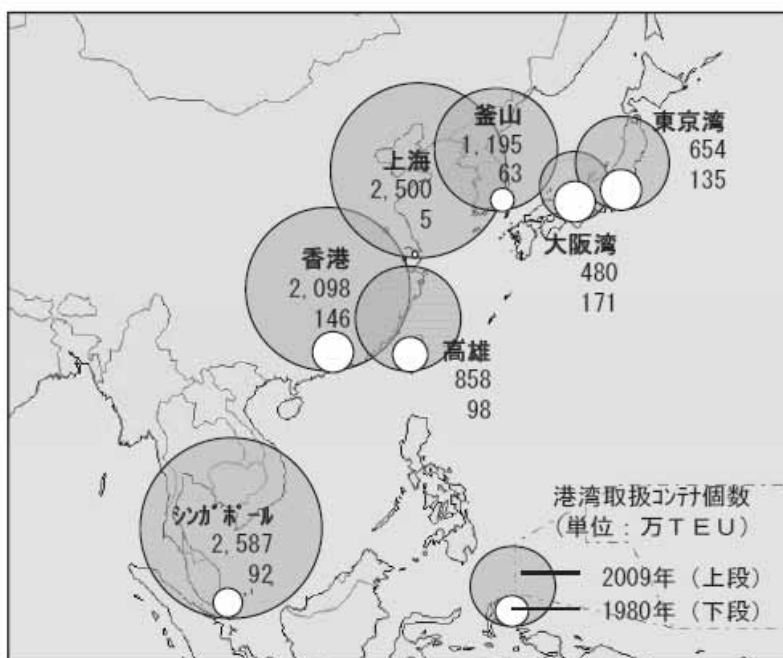 釜山
1,195
63
東京湾
654
135
上海
2,500
5
大阪湾
480
171
香港
2,098
146
高雄
858
98
ｼﾝｶﾞﾎﾟｰﾙ
2,587
92
港湾取扱ｺﾝﾃﾅ個数
(単位：万ＴＥＵ)
2009年（上段）
1980年（下段）